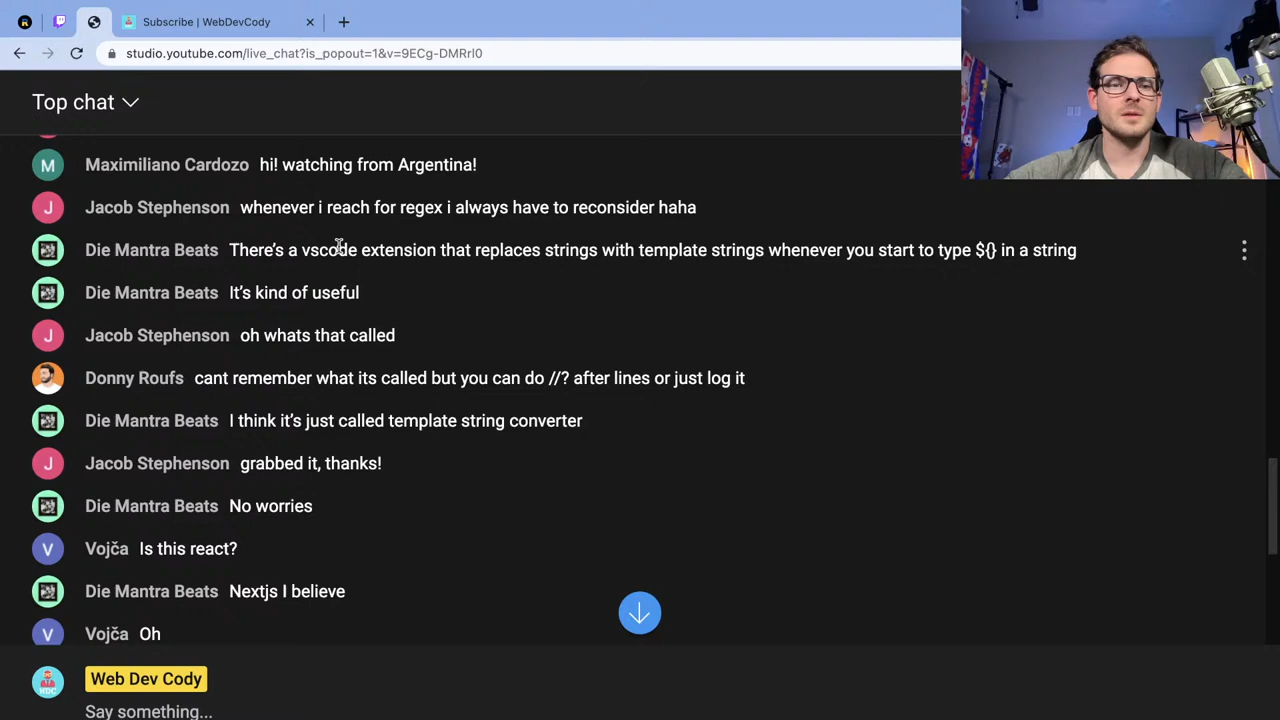 Subscribe | WebDevCody
studio.youtube.com/live_chat?is_popout=1&v=9ECg-DMRrl0
Top chat
M Maximiliano Cardozo hi! watching from Argentina!
J Jacob Stephenson whenever i reach for regex i always have to reconsider haha
Die Mantra Beats There's a vscode extension that replaces strings with template strings whenever you start to type ${} in a string
Die Mantra Beats It's kind of useful
J Jacob Stephenson oh whats that called
Donny Roufs cant remember what its called but you can do //? after lines or just log it
Die Mantra Beats I think it's just called template string converter
J Jacob Stephenson grabbed it, thanks!
Die Mantra Beats No worries
V Vojča Is this react?
Die Mantra Beats Nextjs I believe
V Vojča Oh
WDC Web Dev Cody
Say something...